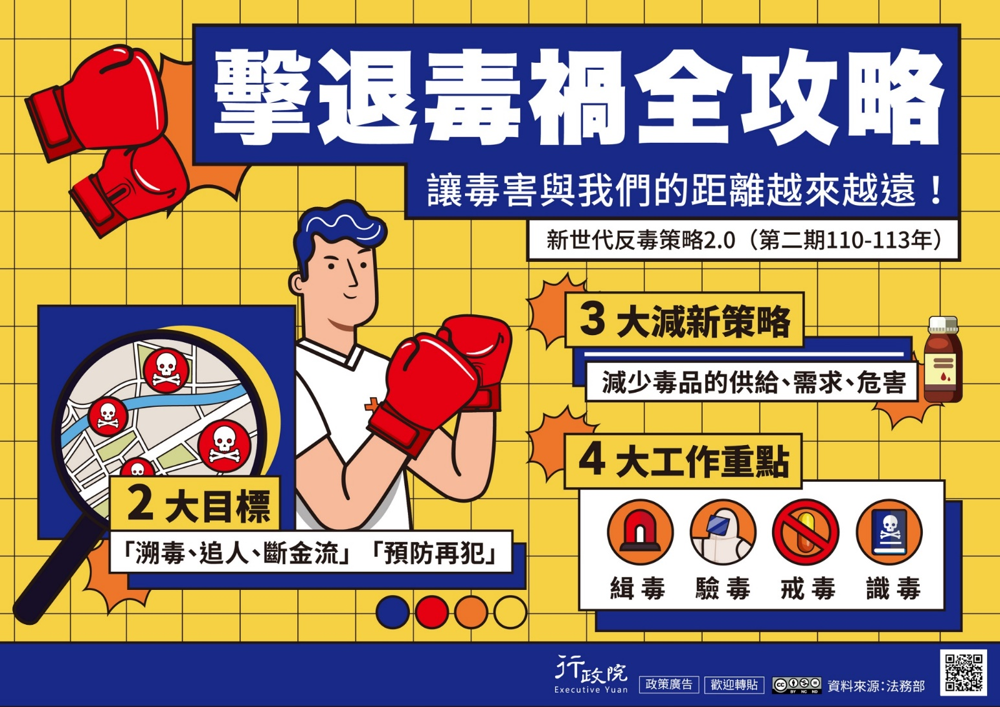 擊退毒禍全攻略
讓毒害與我們的距離越來越遠！
新世代反毒策略2.0（第二期110-113年）
3 大減新策略
減少毒品的供給、需求、危害
4 大工作重點
緝毒 驗毒 戒毒 識毒
2 大目標
「溯毒、追人、斷金流」「預防再犯」
行政院
Executive Yuan
政策廣告 歡迎轉貼
cc BY NC ND
資料來源：法務部